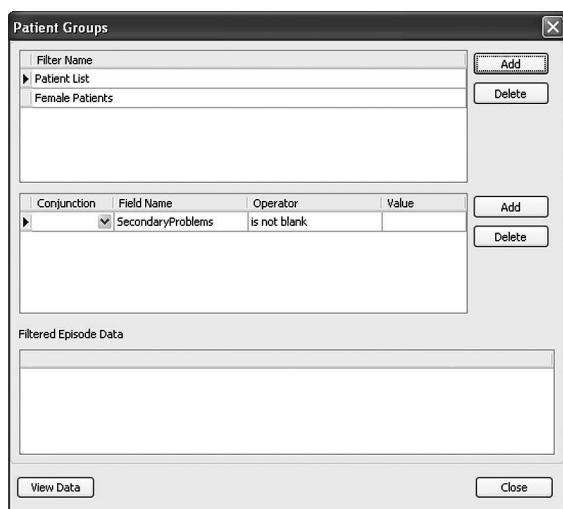 Patient Groups
Filter Name
Add
Patient List
Female Patients
Delete
Conjunction Field Name Operator Value
Add
SecondaryProblems is not blank
Delete
Filtered Episode Data
View Data Close